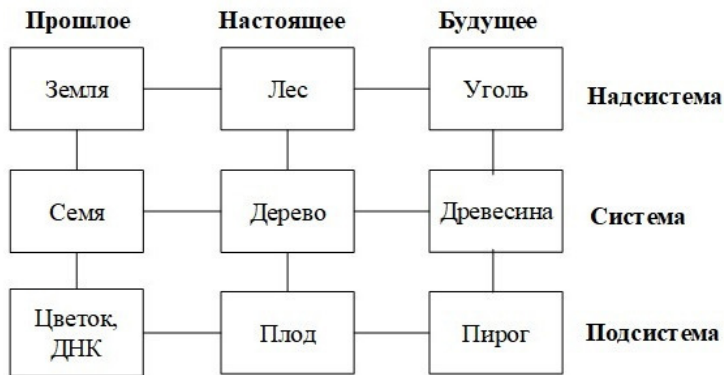 Прошлое Настоящее Будущее
Земля Лес Уголь Надсистема
Семя Дерево Древесина Система
Цветок,
ДНК Плод Пирог Подсистема